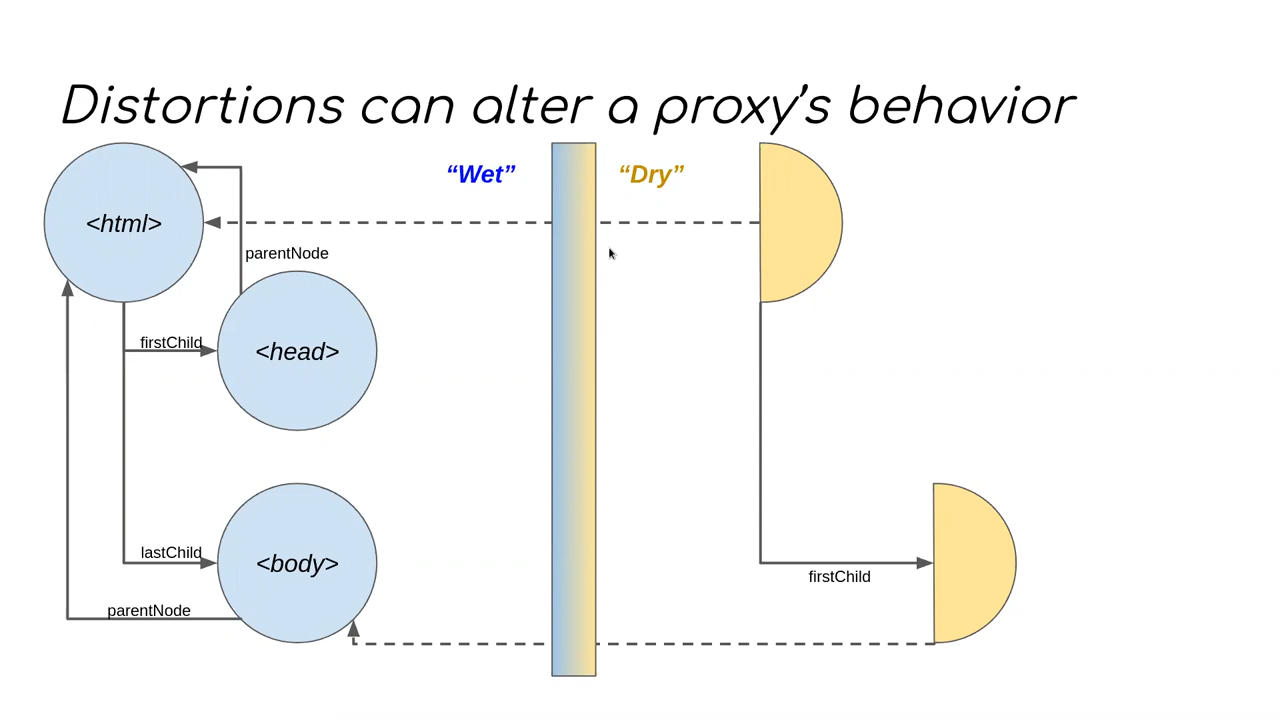 Distortions can alter a proxy’s behavior
“Wet”
“Dry”
<html>
parentNode
firstChild
<head>
lastChild
<body>
firstChild
parentNode